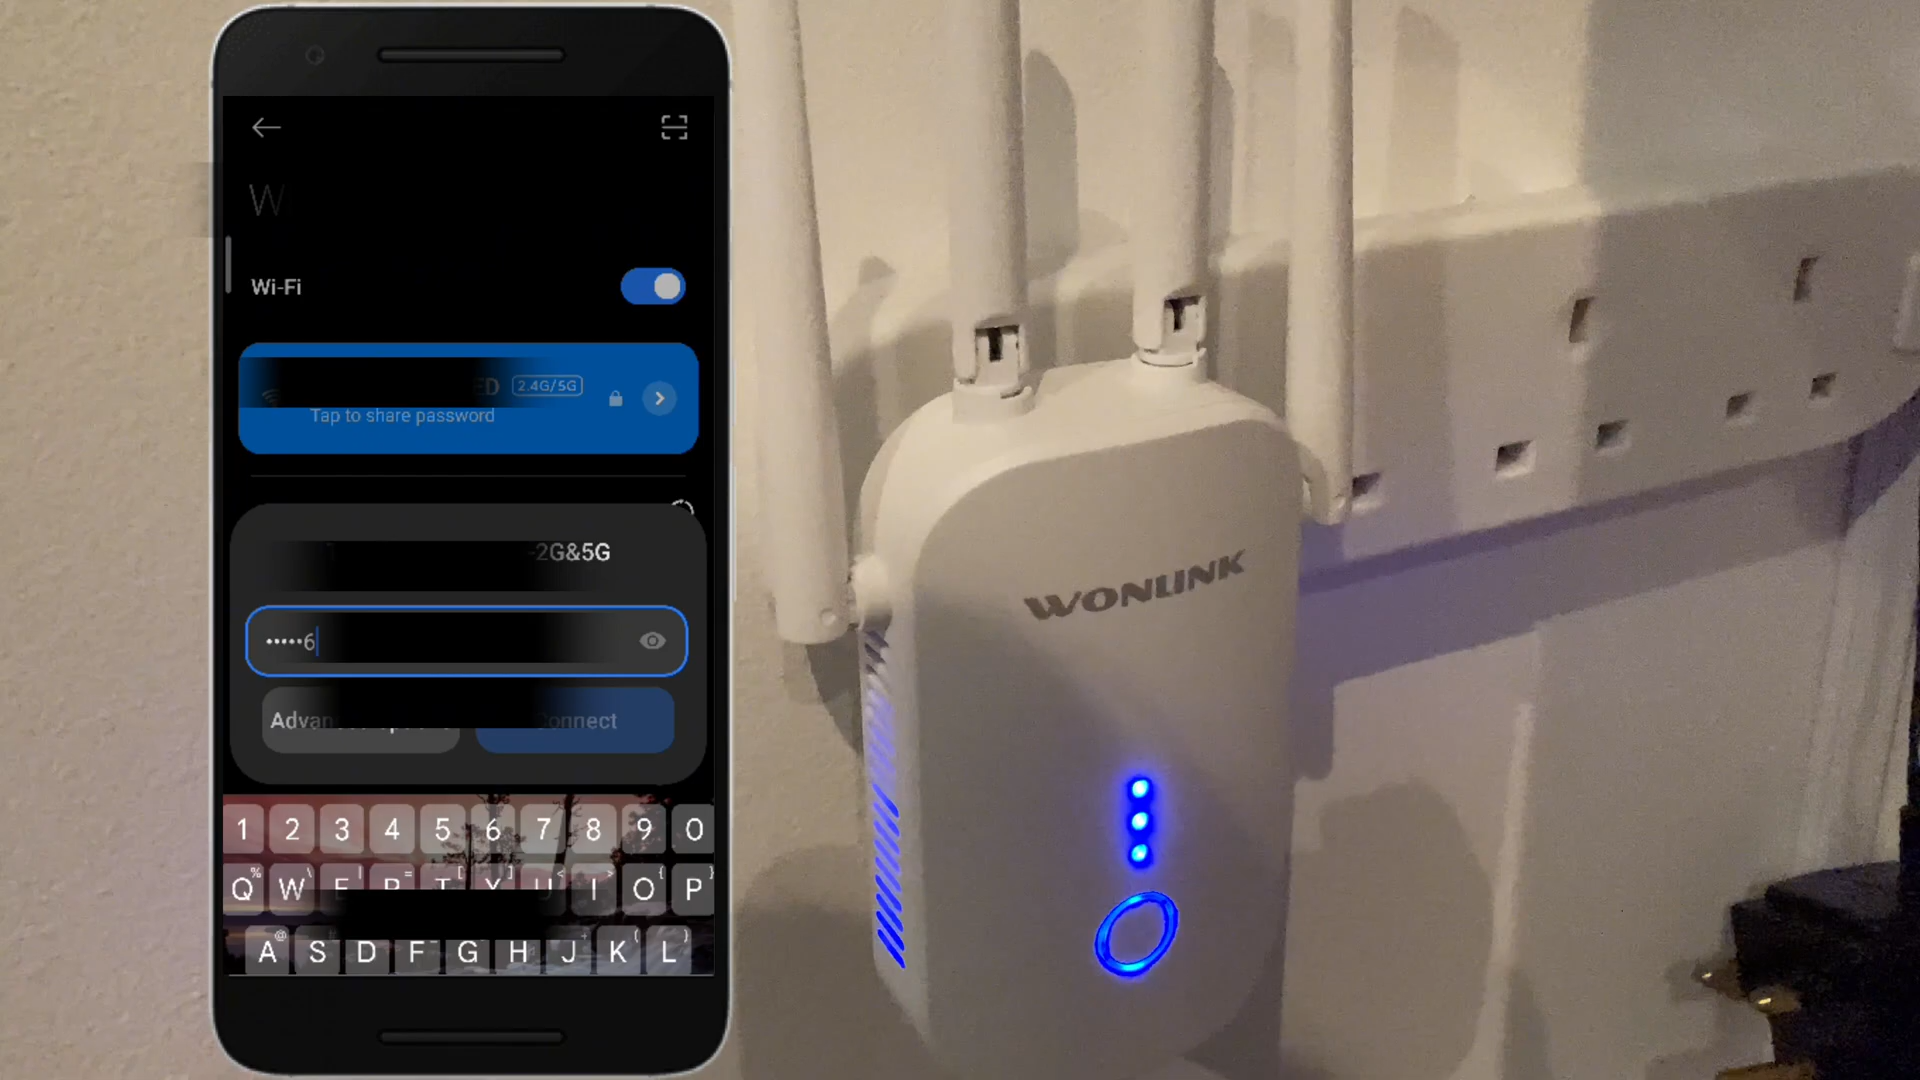 W
Wi-Fi
ED 2.4G/5G
Tap to share password
-2G&5G
•••••6
Connect
1 2 3 4 5 6 7 8 9 0
Q W E R T Y U I O P
A S D F G H J K L
WONLINK